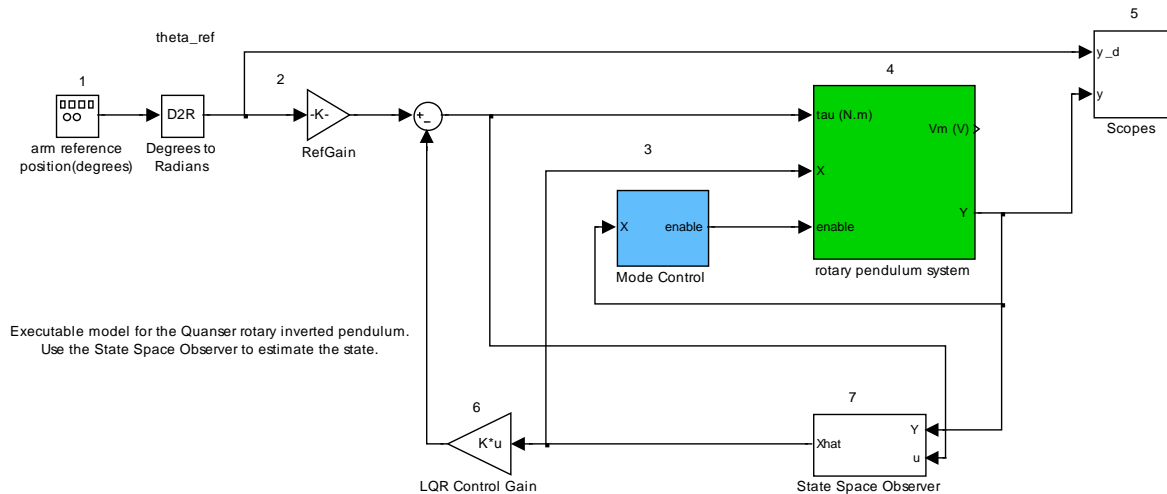 5
theta_ref
y_d
1
2
4
D2R
-K-
+
-
tau (N.m)
Vm (V)
y
Scopes
arm reference
position(degrees)
Degrees to
Radians
RefGain
3
X
X
enable
enable
Y
Mode Control
rotary pendulum system
Executable model for the Quanser rotary inverted pendulum.
Use the State Space Observer to estimate the state.
6
7
K*u
Xhat
Y
u
LQR Control Gain
State Space Observer